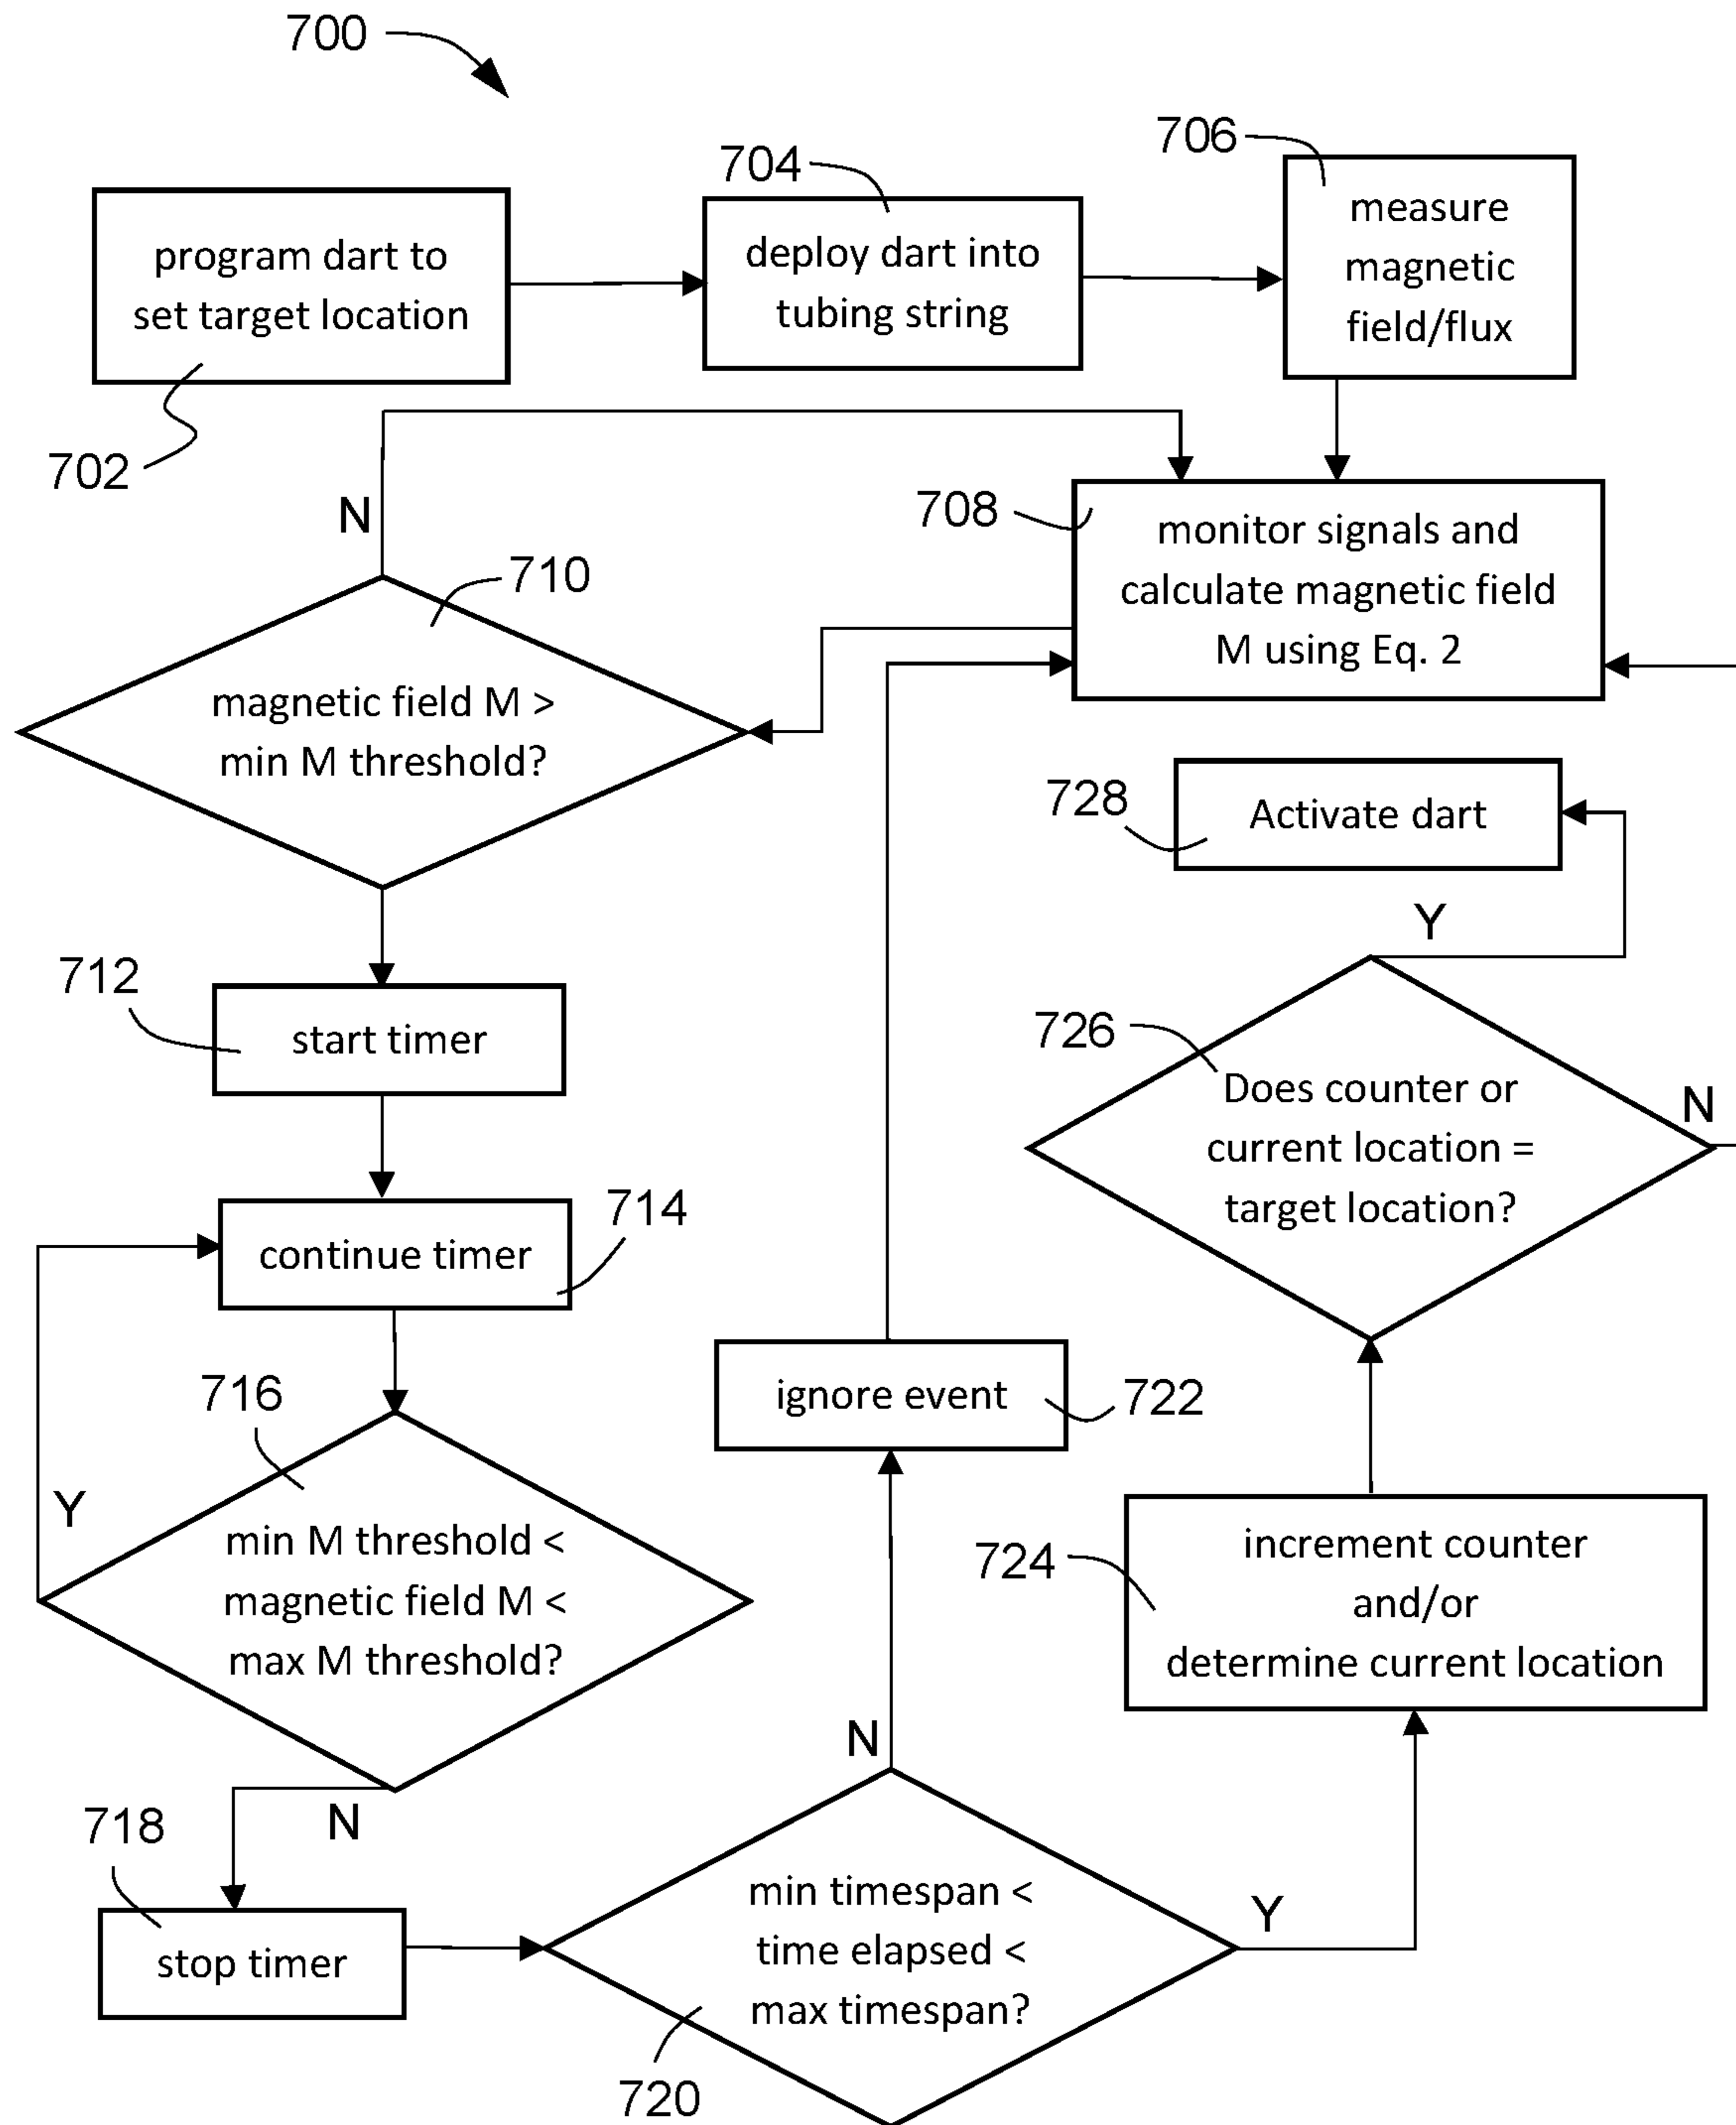 700
702
program dart to
set target location
704
deploy dart into
tubing string
706
measure
magnetic
field/flux
708
monitor signals and
calculate magnetic field
M using Eq. 2
N
710
magnetic field M >
min M threshold?
712
start timer
714
continue timer
716
Y
min M threshold <
magnetic field M <
max M threshold?
N
718
stop timer
720
min timespan <
time elapsed <
max timespan?
N
722
ignore event
Y
724
increment counter
and/or
determine current location
726
Does counter or
current location =
target location?
N
Y
728
Activate dart